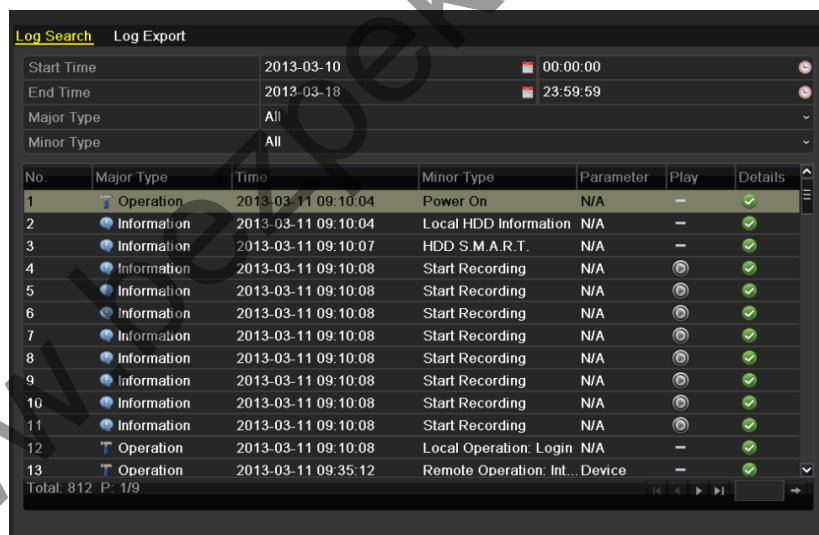 Log Search Log Export
Start Time 2013-03-10 00:00:00
End Time 2013-03-18 23:59:59
Major Type All
Minor Type All
No. Major Type Time Minor Type Parameter Play Details
1 Operation 2013-03-11 09:10:04 Power On N/A –
2 Information 2013-03-11 09:10:04 Local HDD Information N/A –
3 Information 2013-03-11 09:10:07 HDD S.M.A.R.T. N/A –
4 Information 2013-03-11 09:10:08 Start Recording N/A
5 Information 2013-03-11 09:10:08 Start Recording N/A
6 Information 2013-03-11 09:10:08 Start Recording N/A
7 Information 2013-03-11 09:10:08 Start Recording N/A
8 Information 2013-03-11 09:10:08 Start Recording N/A
9 Information 2013-03-11 09:10:08 Start Recording N/A
10 Information 2013-03-11 09:10:08 Start Recording N/A
11 Information 2013-03-11 09:10:08 Start Recording N/A
12 Operation 2013-03-11 09:10:08 Local Operation: Login N/A –
13 Operation 2013-03-11 09:35:12 Remote Operation: Int... Device –
Total: 812 P: 1/9
w.bezpek